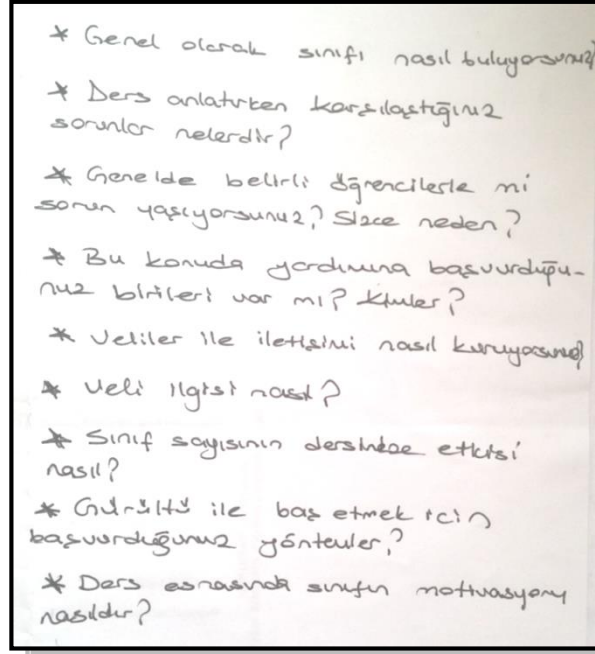 * Genel olarak sınıfı nasıl buluyorsunuz?
* Ders anlatırken karşılaştığınız
sorunlar nelerdir?
* Genelde belirli öğrencilerle mi
sorun yaşıyorsunuz? Sizce neden?
* Bu konuda yardımına başvurduğu-
nuz birileri var mı? Kimler?
* Veliler ile iletişimi nasıl kuruyorsunuz?
* Veli ilgisi nasıl?
* Sınıf sayısının dersinize etkisi
nasıl?
* Gürültü ile baş etmek için
başvurduğunuz yöntemler?
* Ders esnasında sınıfın motivasyonu
nasıldır?